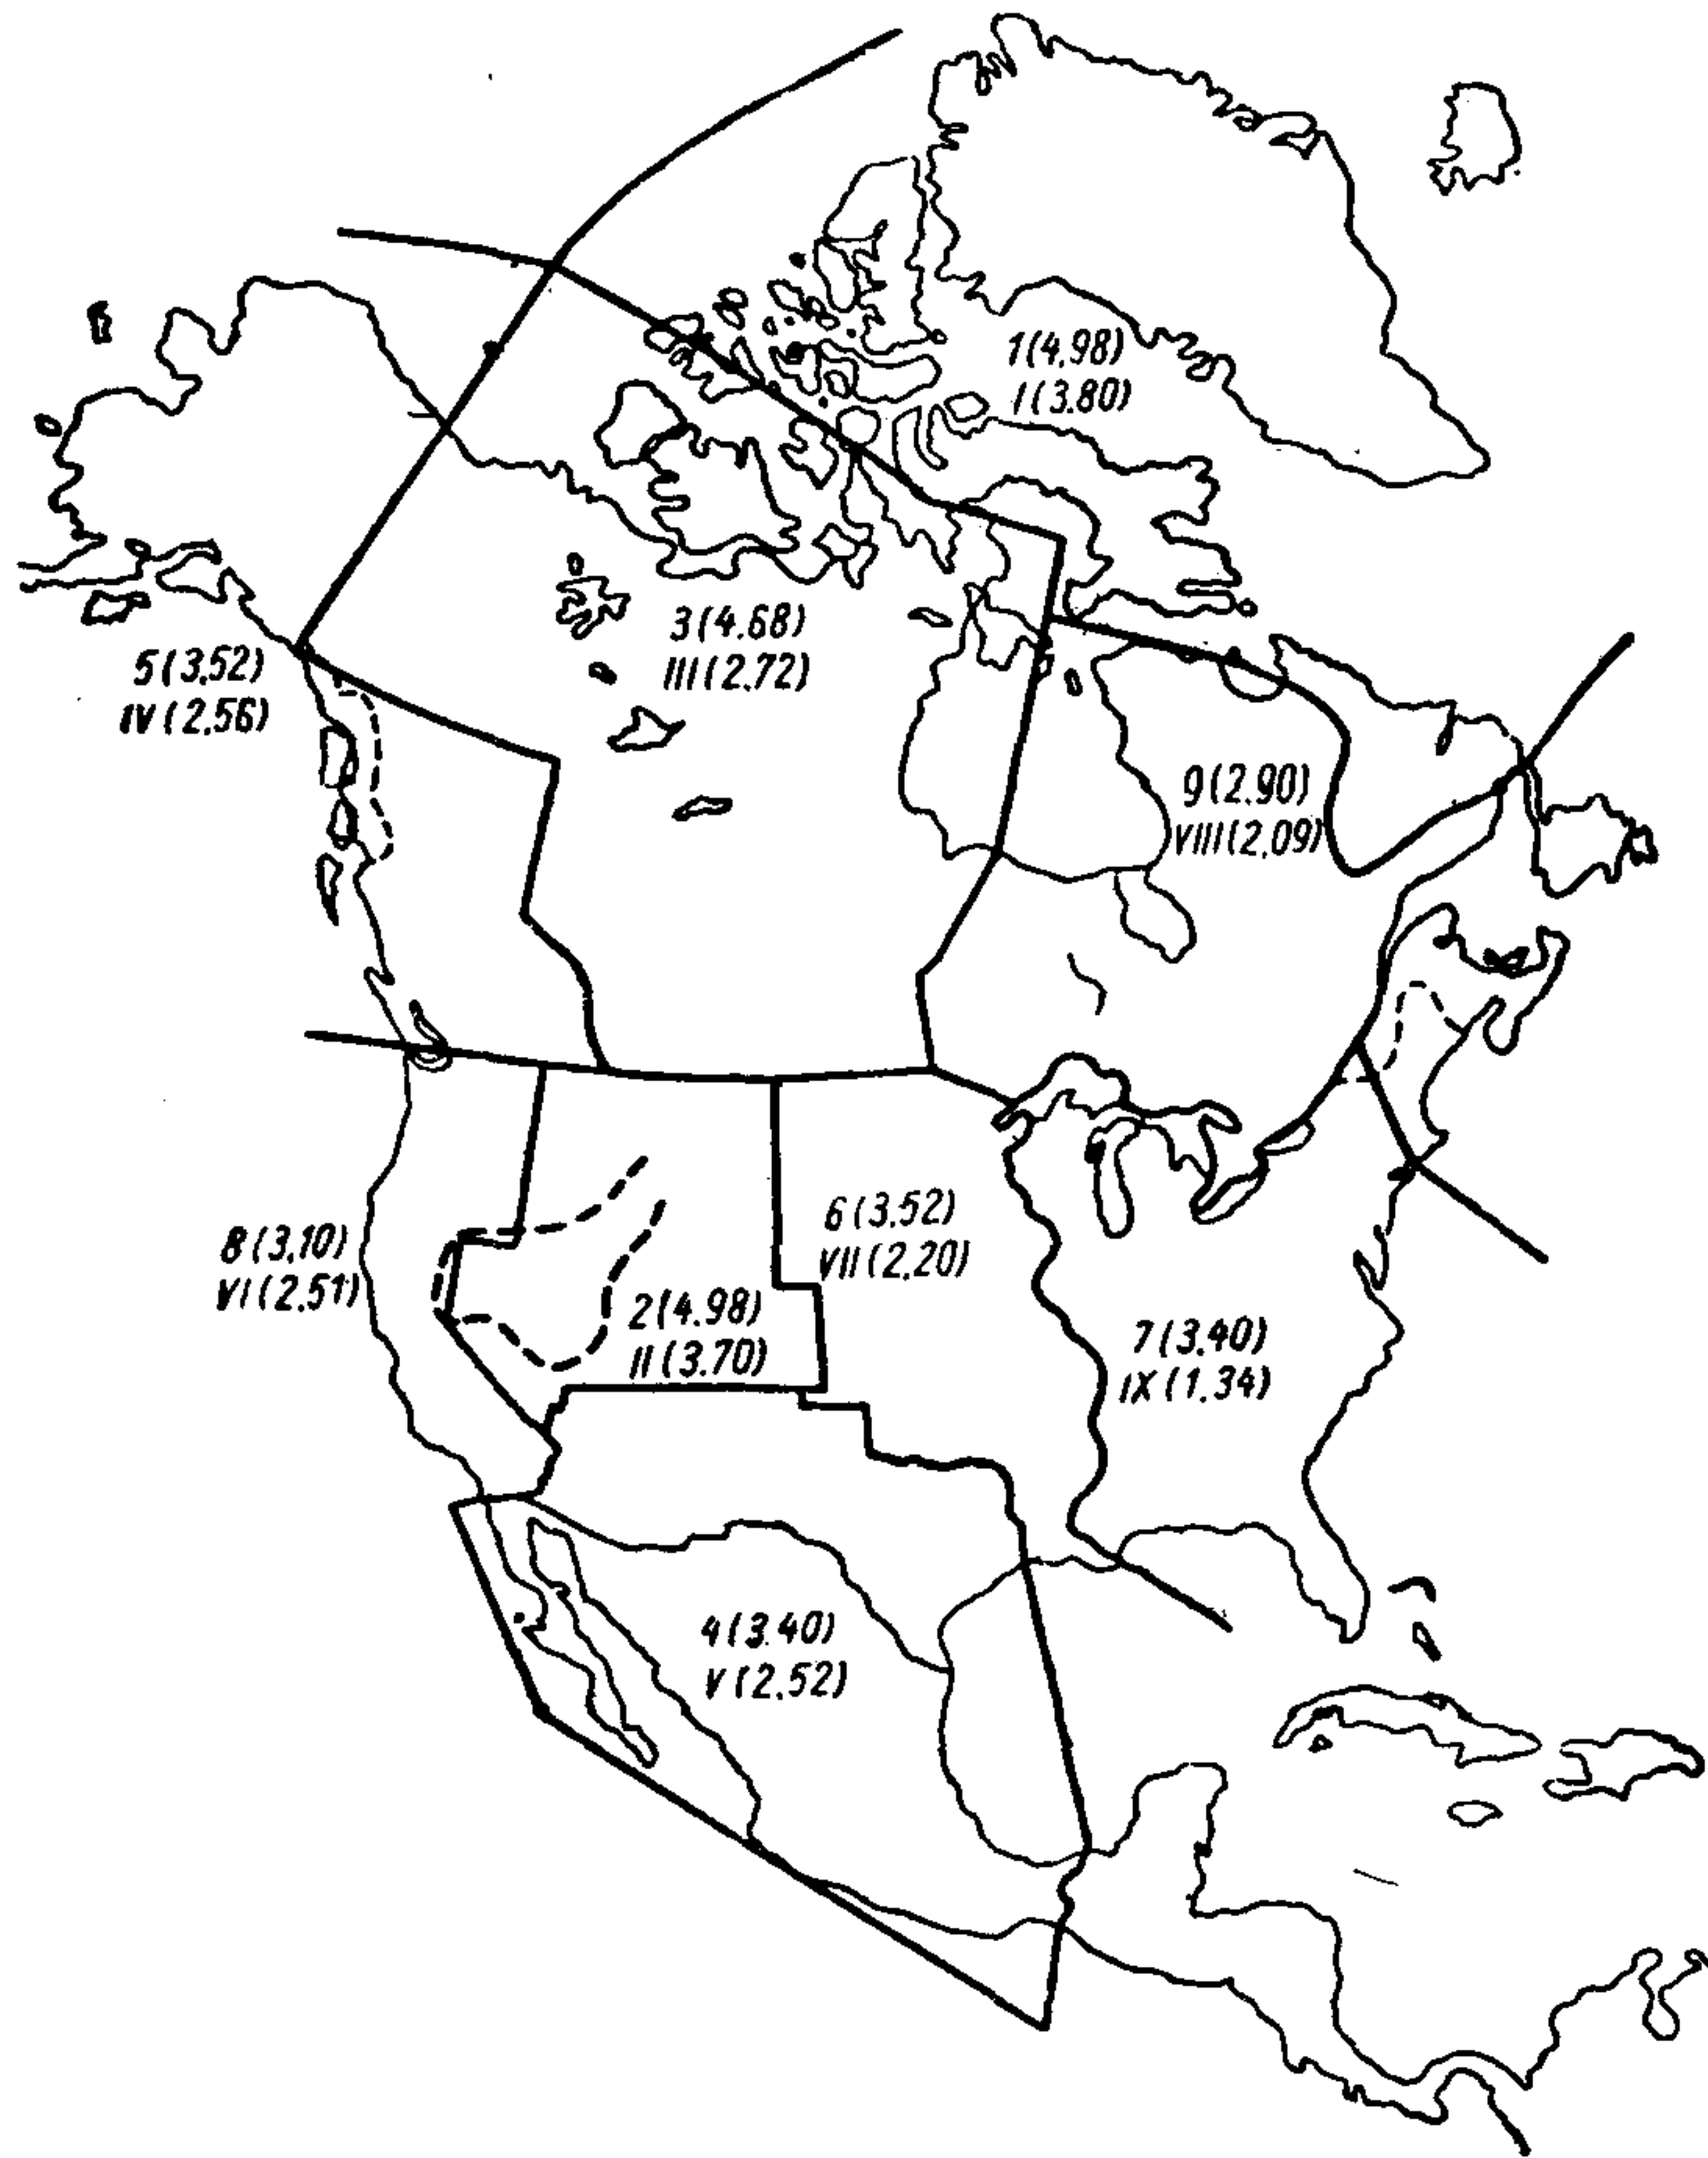 1(4.98)
I(3.80)
3(4.68)
III(2.72)
5(3.52)
IV(2.56)
9(2.90)
VIII(2.09)
6(3.52)
VII(2.20)
8(3.10)
VI(2.51)
2(4.98)
II(3.70)
7(3.40)
IX(1.34)
4(3.40)
V(2.52)